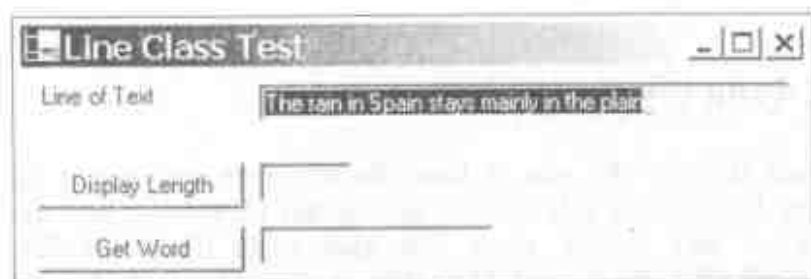 Line Class Test
Line of Text The rain in Spain stays mainly in the plain
Display Length
Get Word